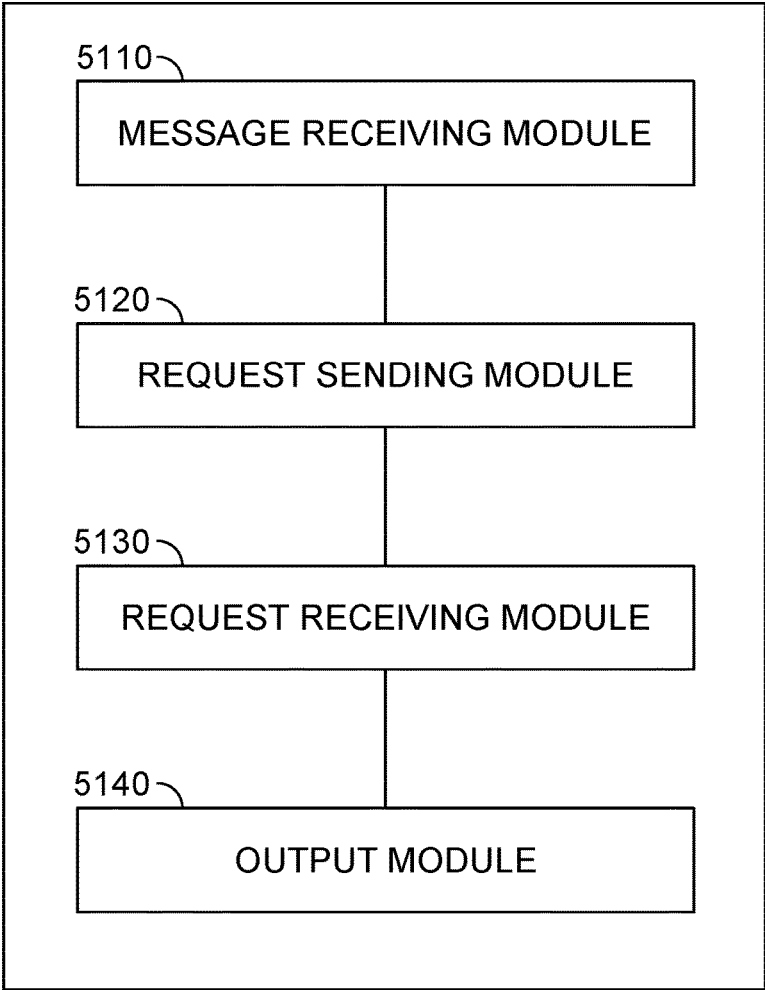 5110
MESSAGE RECEIVING MODULE
5120
REQUEST SENDING MODULE
5130
REQUEST RECEIVING MODULE
5140
OUTPUT MODULE